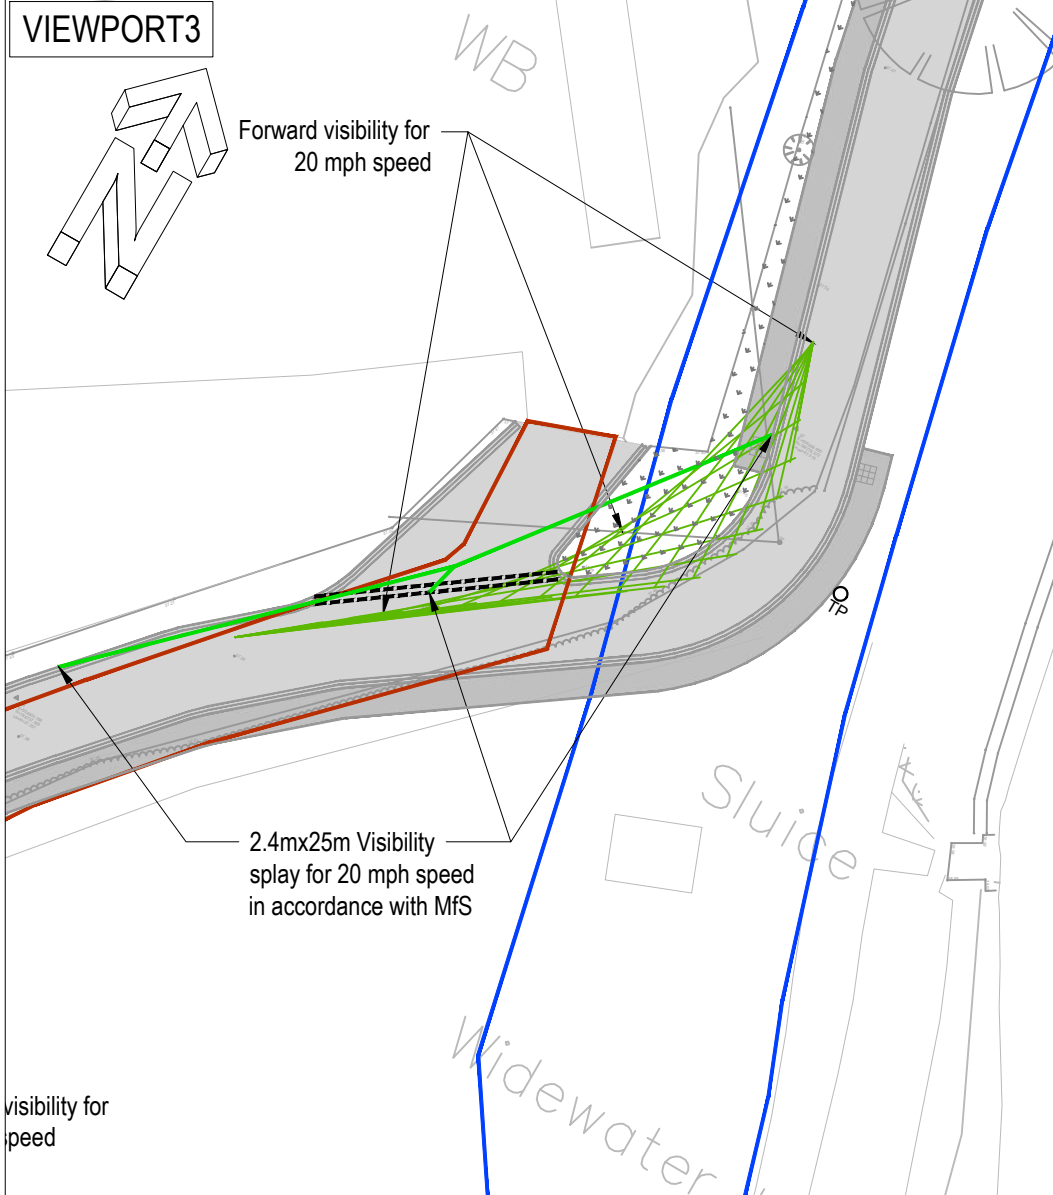 VIEWPORT3
WB
Forward visibility for
20 mph speed
N
TP
Sluice
2.4mx25m Visibility
splay for 20 mph speed
in accordance with MfS
Widewater
visibility for
speed